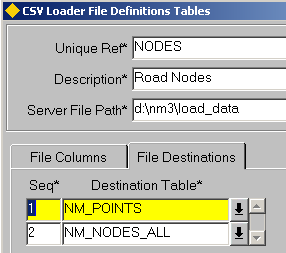 CSV Loader File Definitions Tables
Unique Ref* NODES
Description* Road Nodes
Server File Path* d:\nm3\load_data
File Columns File Destinations
Seq* Destination Table*
1 NM_POINTS
2 NM_NODES_ALL